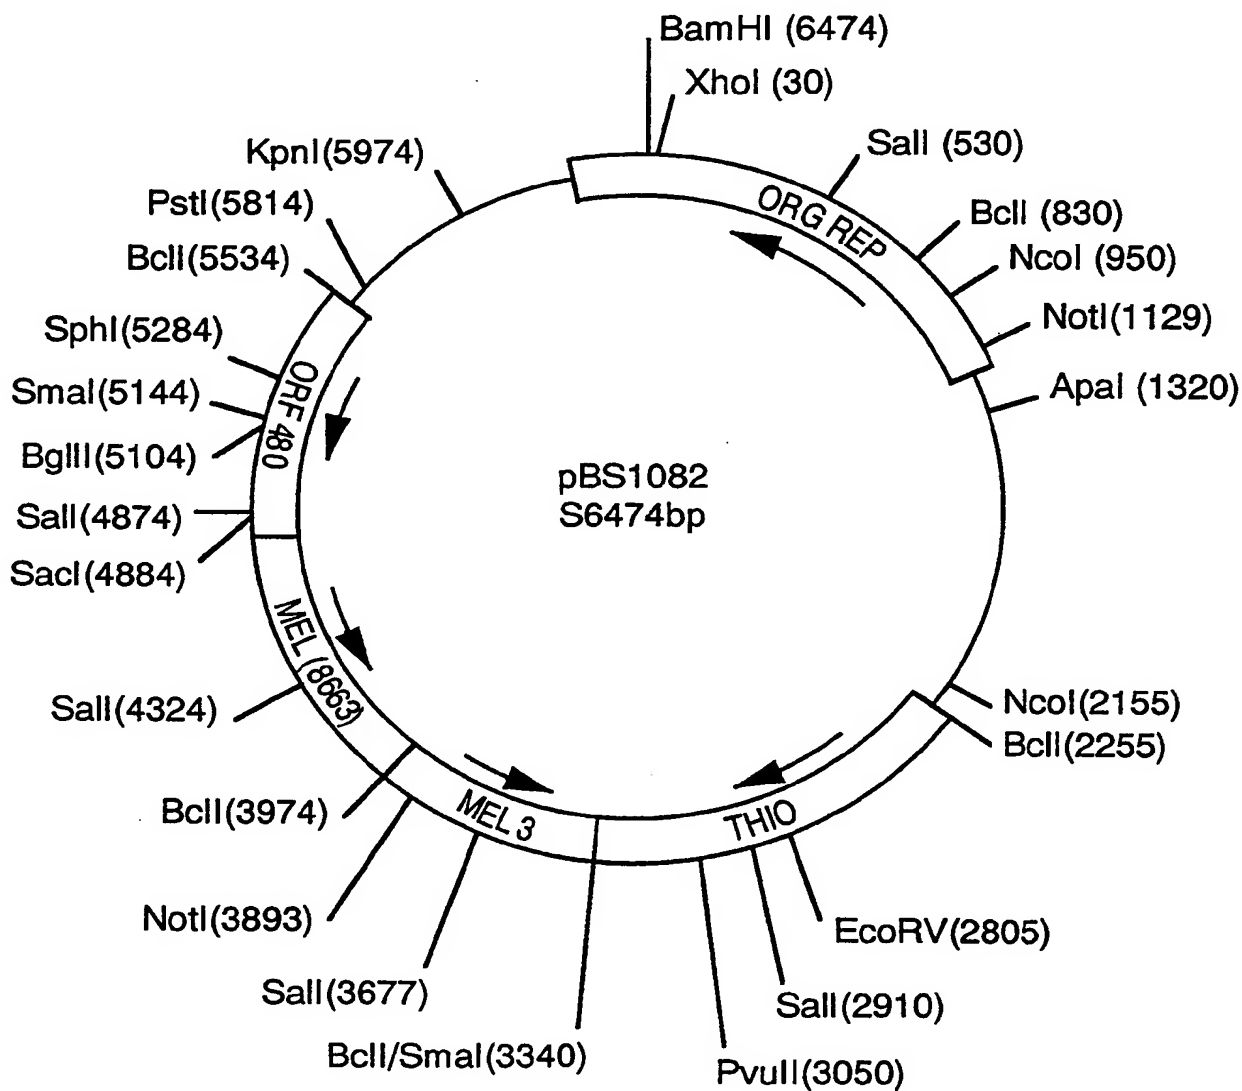 BamHI (6474)
XhoI (30)
SalI (530)
BclI (830)
NcoI (950)
NotI(1129)
ApaI (1320)
NcoI(2155)
BclI(2255)
EcoRV(2805)
SalI(2910)
PvuII(3050)
BclI/SmaI(3340)
SalI(3677)
NotI(3893)
BclI(3974)
SalI(4324)
SacI(4884)
SalI(4874)
BglII(5104)
SmaI(5144)
SphI(5284)
BclI(5534)
PstI(5814)
KpnI(5974)
ORG REP
THIO
MEL 3
MEL (8663)
ORF 480
pBS1082
S6474bp